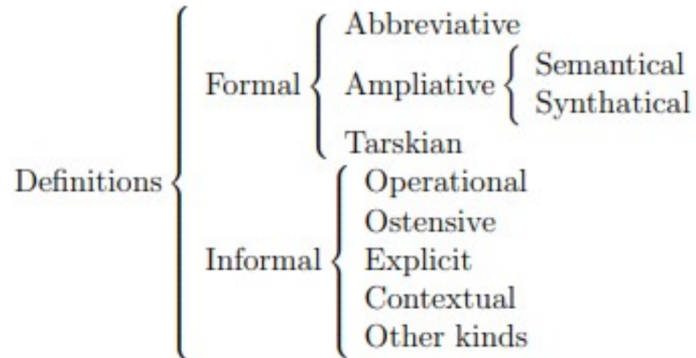 Abbreviative
Semantical
Formal
Ampliative
Synthatical
Tarskian
Definitions
Operational
Ostensive
Informal
Explicit
Contextual
Other kinds